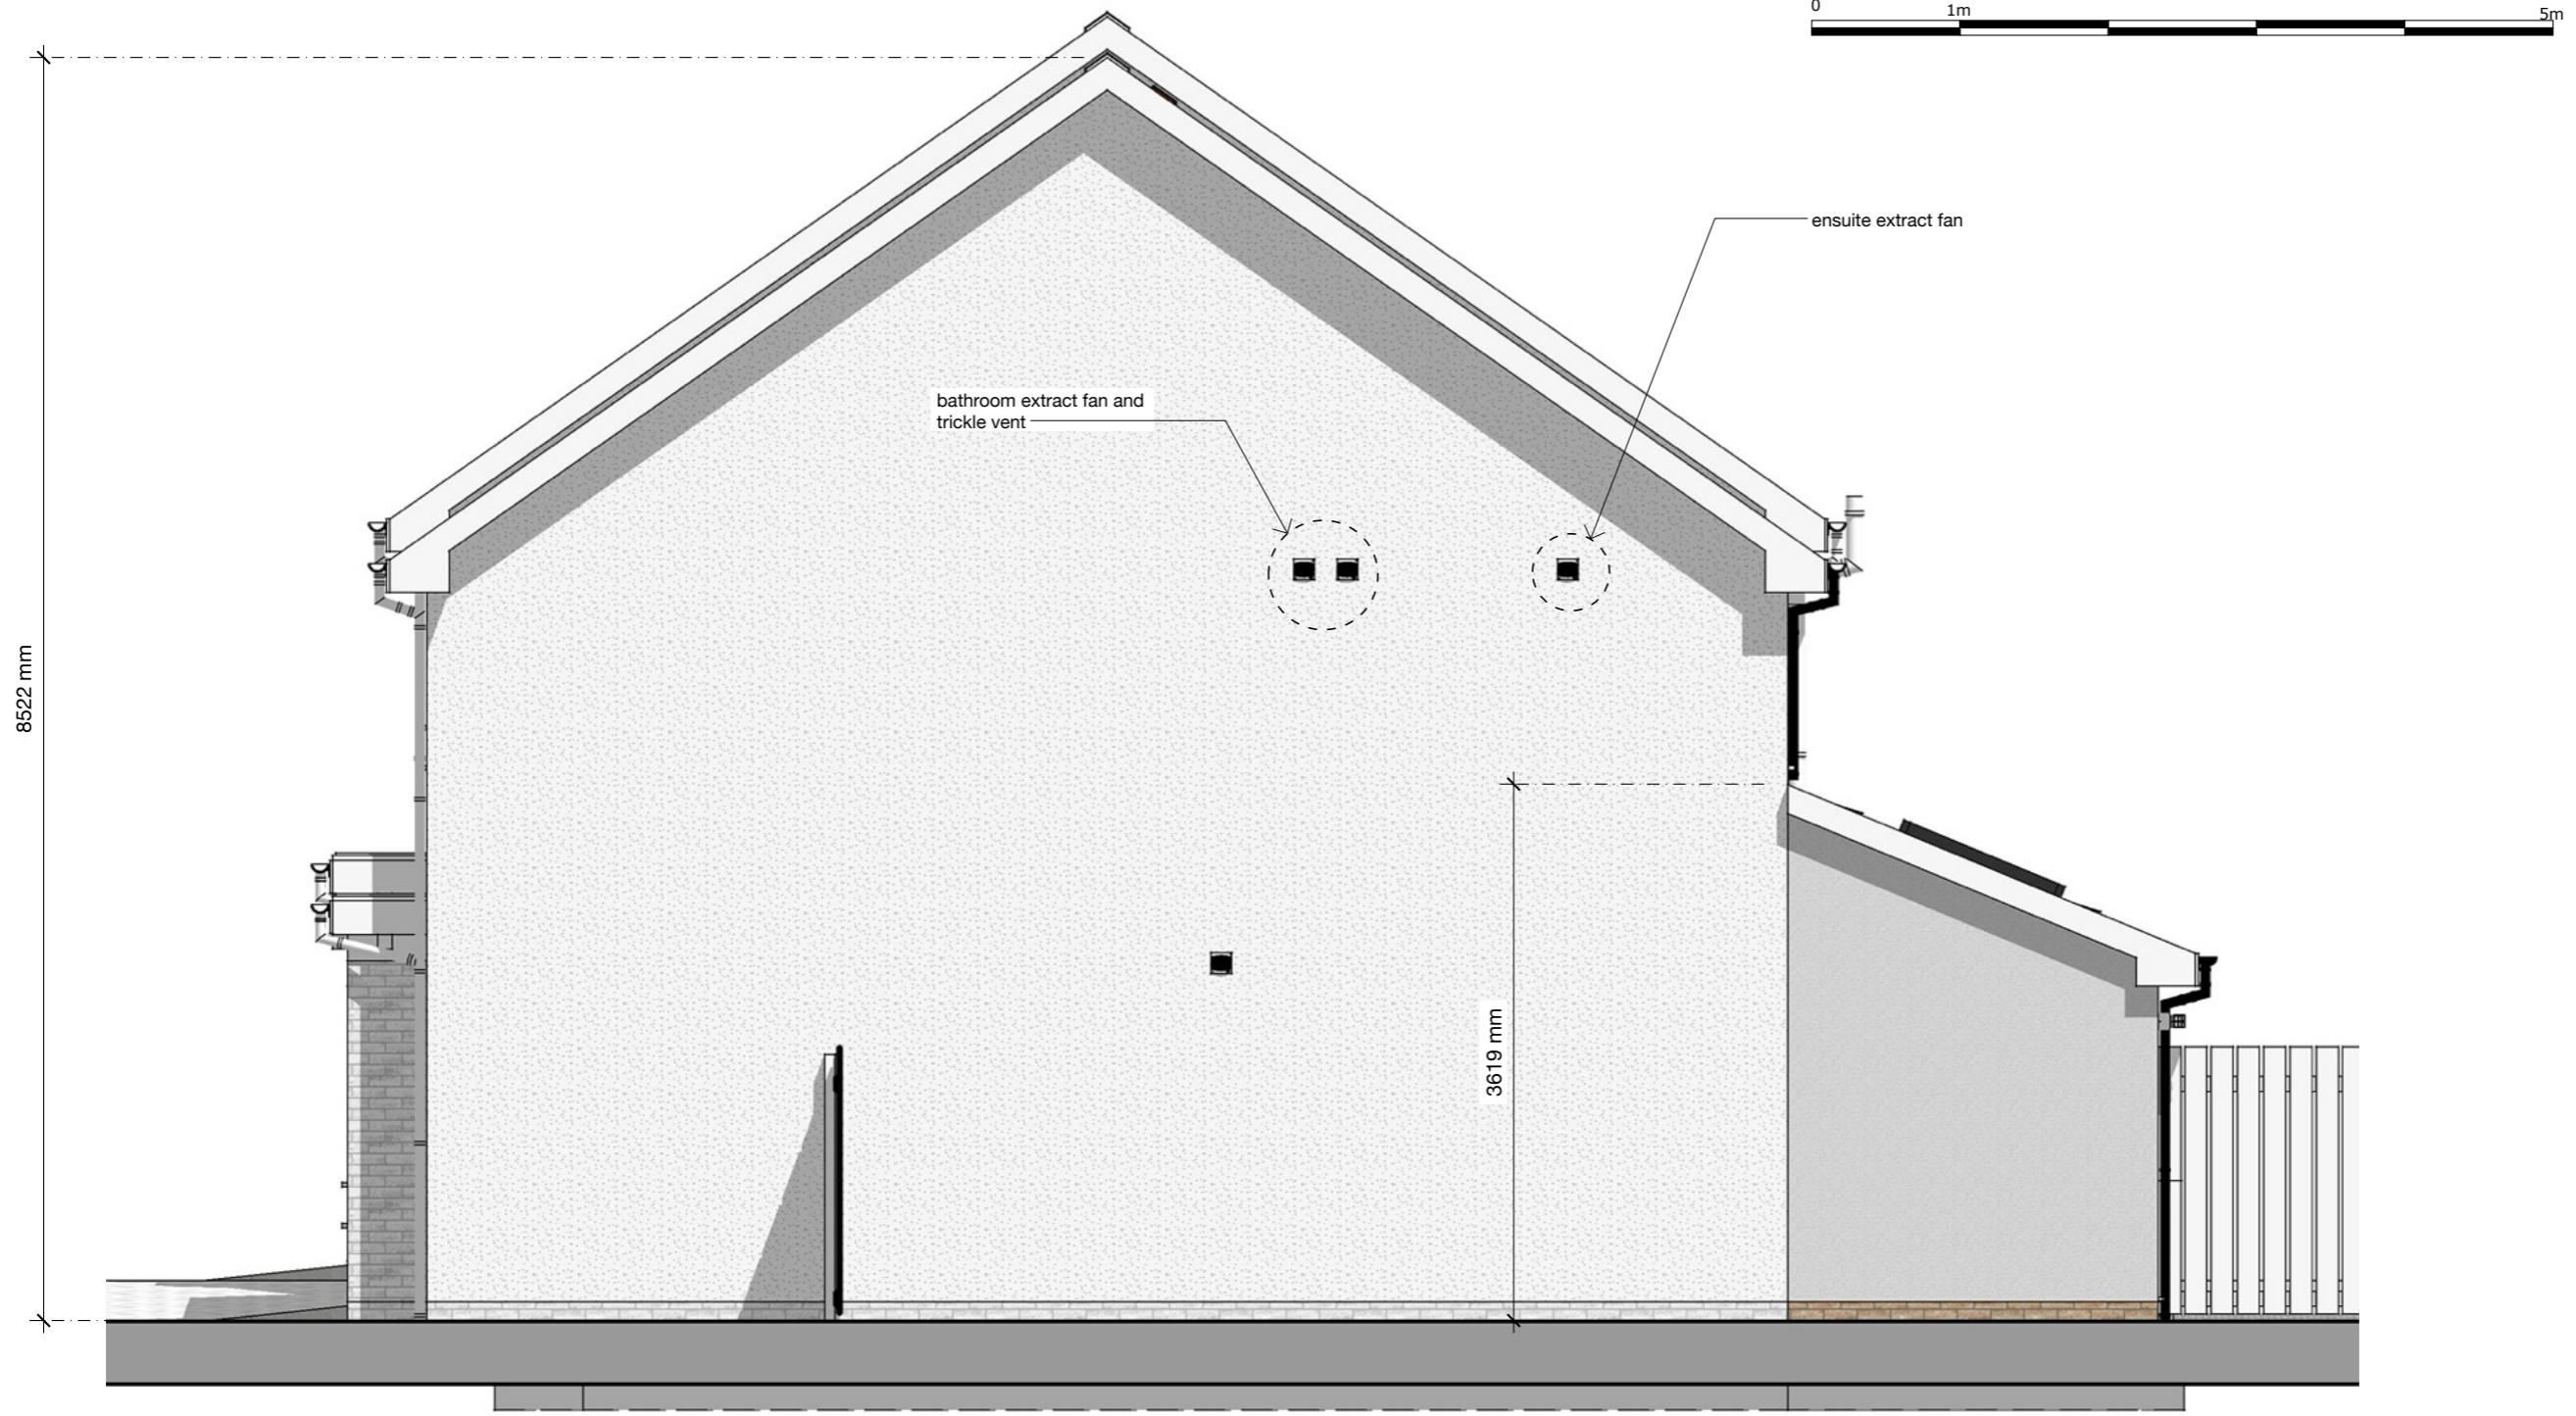 0
1m
5m
ensuite extract fan
bathroom extract fan and
trickle vent
8522 mm
3619 mm